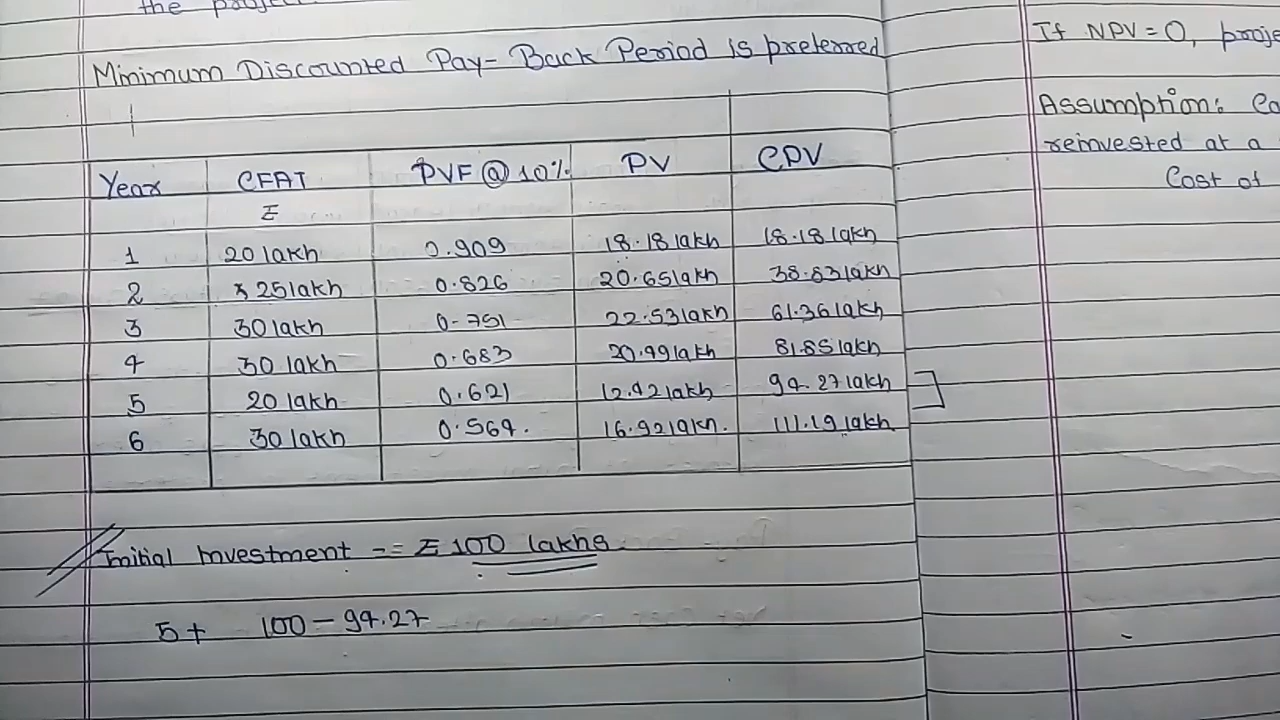 the project
Minimum Discounted Pay-Back Period is preferred
Year CFAT PVF @ 10% PV CPV
₹
1 20 lakh 0.909 18.18 lakh 18.18 lakh
2 25 lakh 0.826 20.65 lakh 38.83 lakh
3 30 lakh 0.751 22.53 lakh 61.36 lakh
4 30 lakh 0.683 20.49 lakh 81.85 lakh
5 20 lakh 0.621 12.42 lakh 94.27 lakh
6 30 lakh 0.564. 16.92 lakh. 111.19 lakh
Initial Investment == ₹ 100 lakhs
5+ 100-94.27
If NPV=0, proje
Assumption: Co
reinvested at a
Cost of